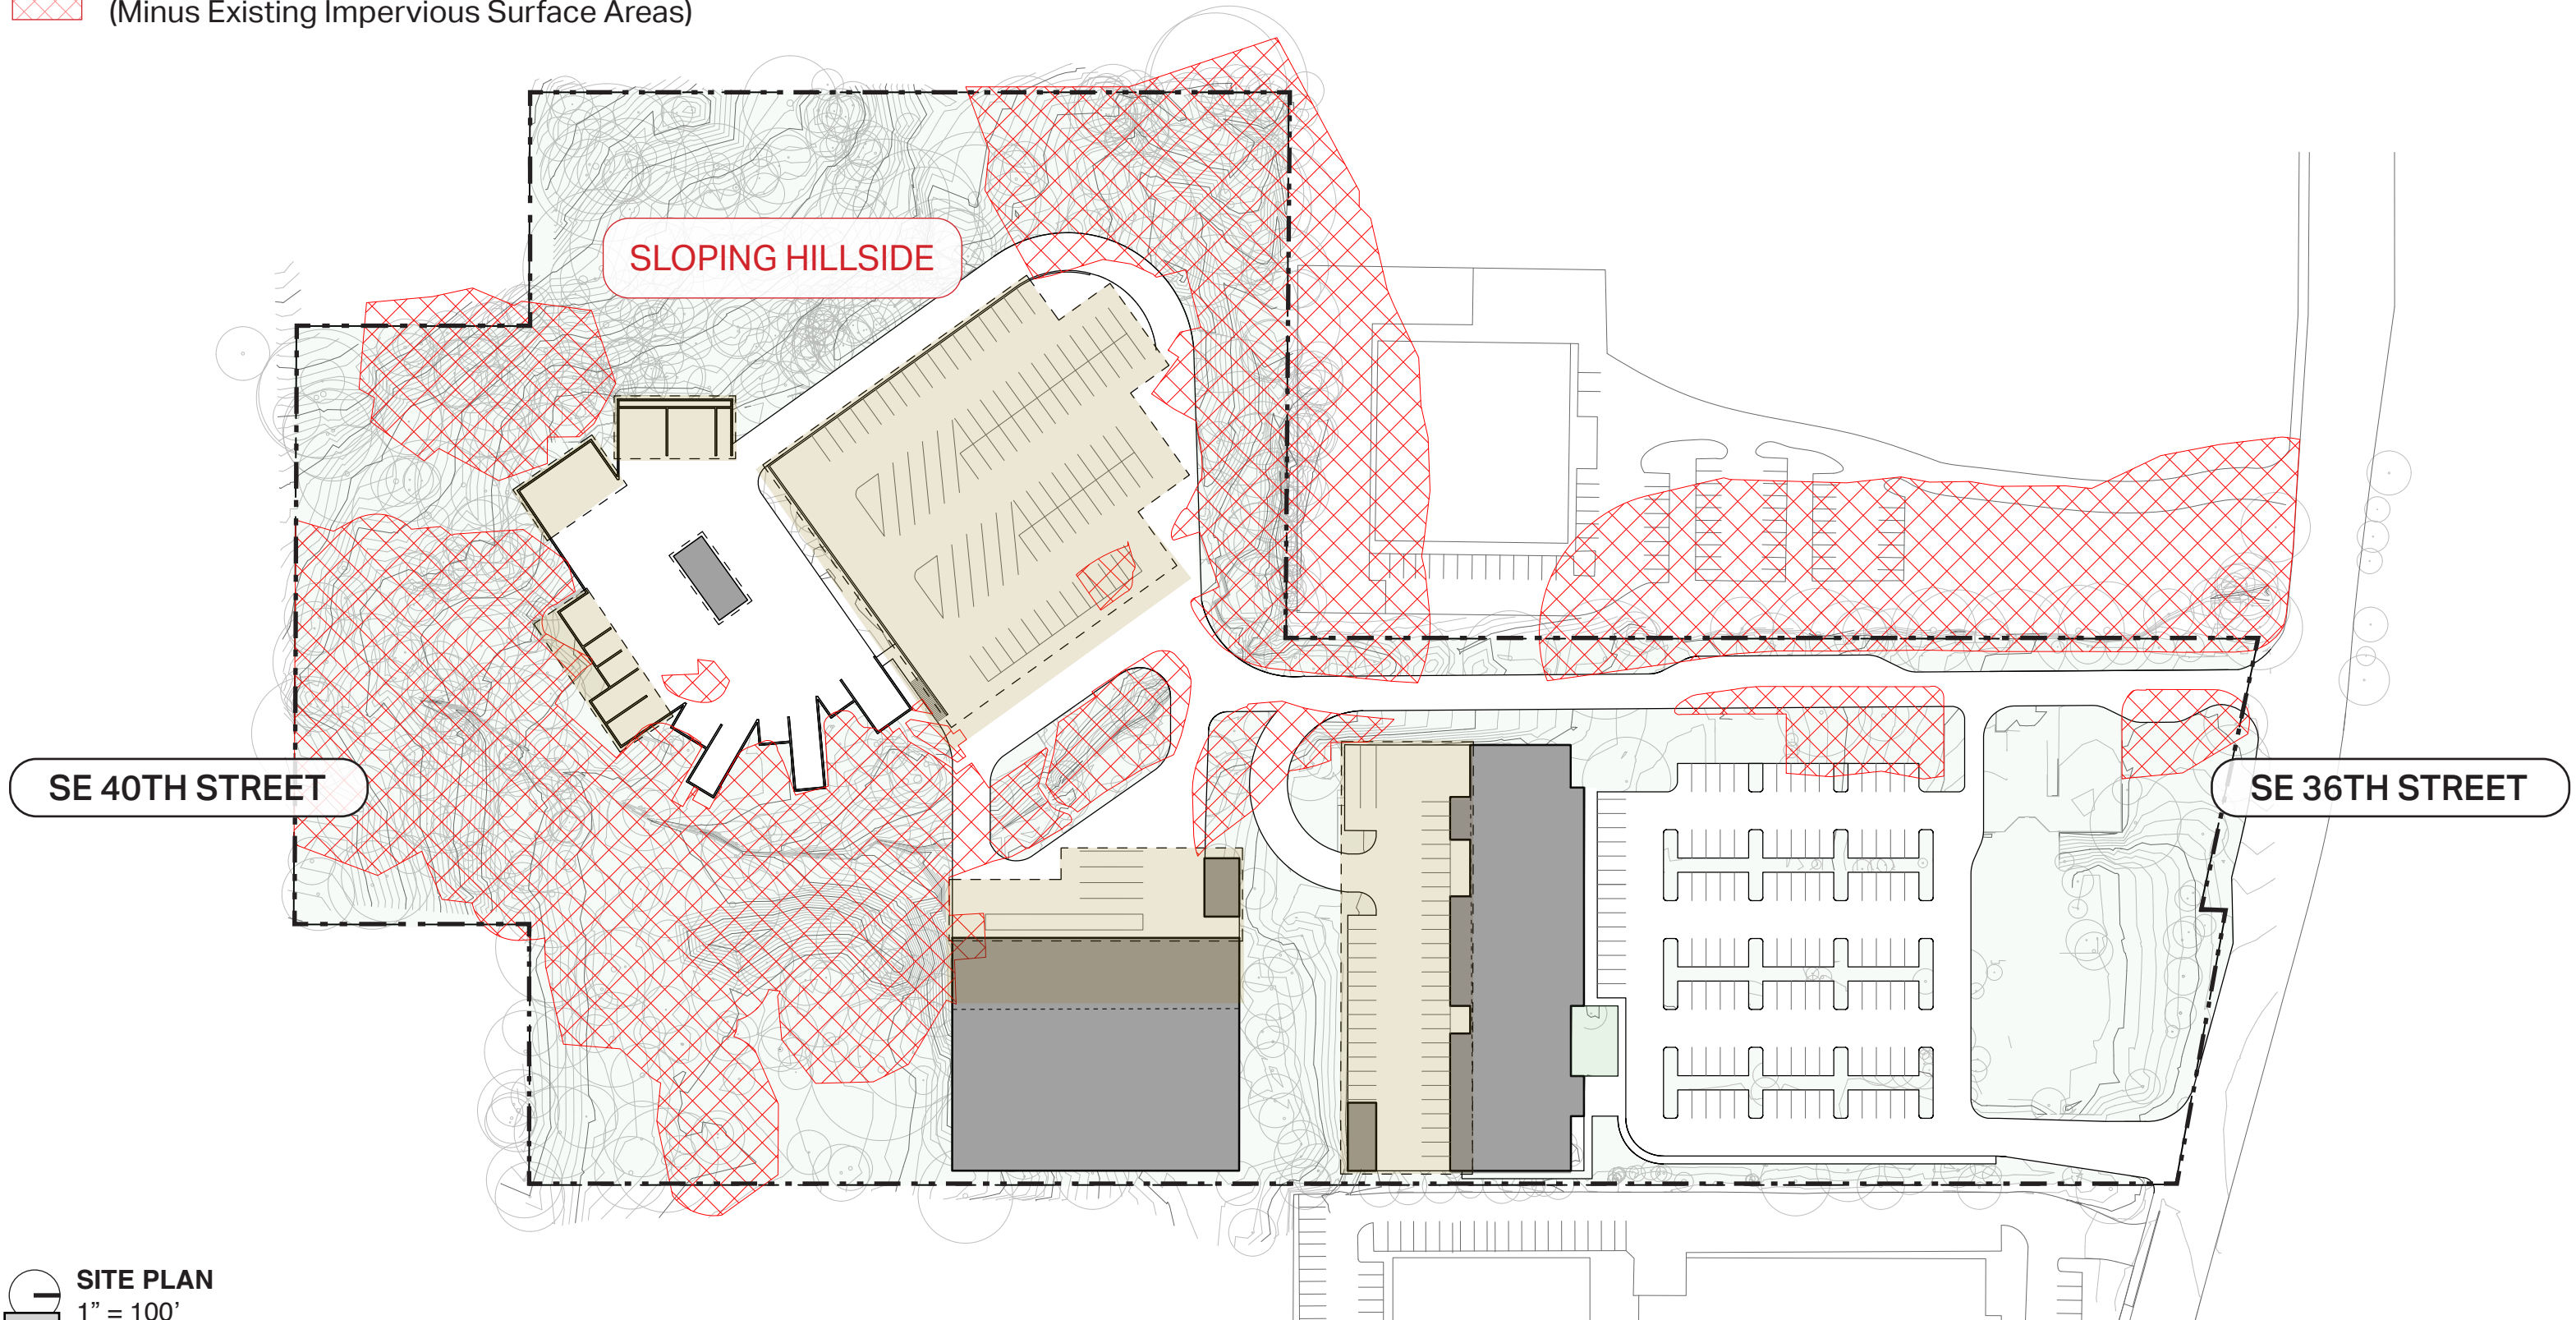 (Minus Existing Impervious Surface Areas)
SLOPING HILLSIDE
SE 40TH STREET
SE 36TH STREET
SITE PLAN
1” = 100’